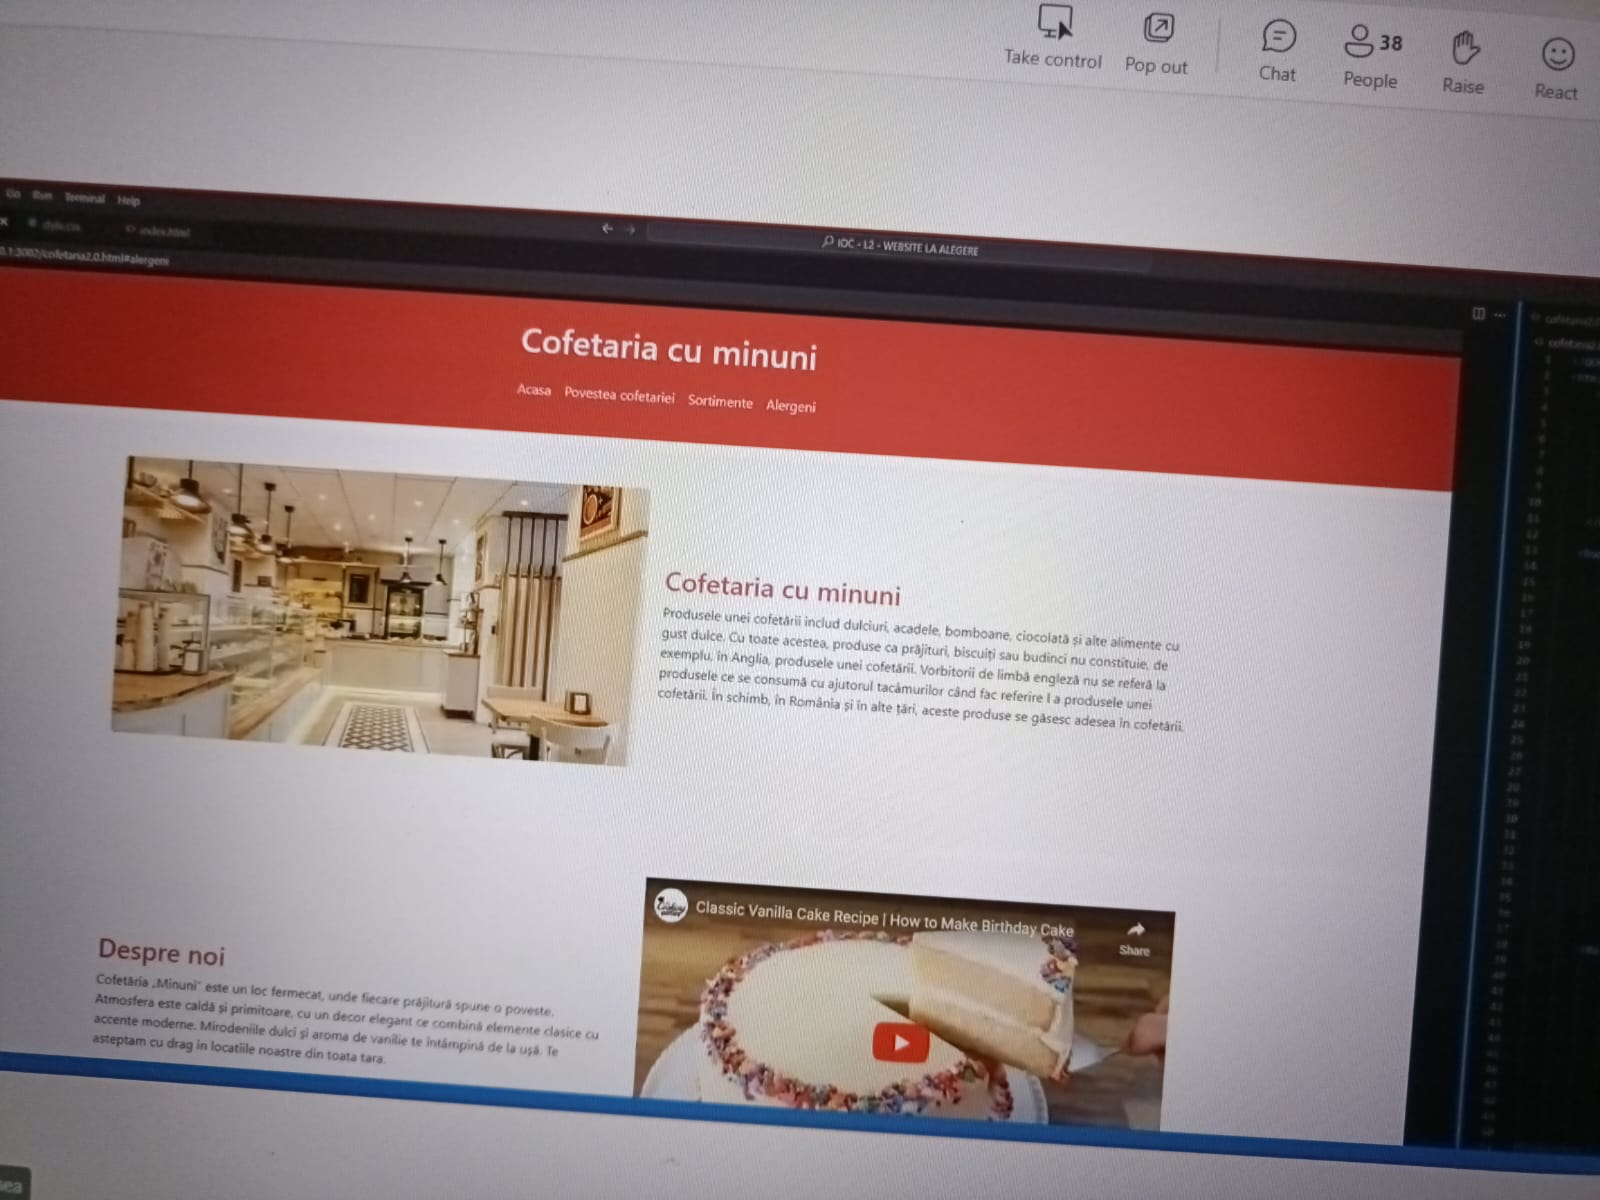 Take control
Pop out
Chat
38
People
Raise
React
Go Run Terminal Help
style.css
index.html
IOC - L2 - WEBSITE LA ALEGERE
0.1:3002/cofetaria2.0.html#alergeni
Cofetaria cu minuni
Acasa Povestea cofetariei Sortimente Alergeni
Cofetaria cu minuni
Produsele unei cofetării includ dulciuri, acadele, bomboane, ciocolată și alte alimente cu
gust dulce. Cu toate acestea, produse ca prăjituri, biscuiți sau budinci nu constituie, de
exemplu, în Anglia, produsele unei cofetării. Vorbitorii de limbă engleză nu se referă la
produsele ce se consumă cu ajutorul tacâmurilor când fac referire l a produsele unei
cofetării. În schimb, în România și în alte țări, aceste produse se găsesc adesea în cofetării.
Classic Vanilla Cake Recipe | How to Make Birthday Cake
Share
Despre noi
Cofetăria „Minuni" este un loc fermecat, unde fiecare prăjitură spune o poveste.
Atmosfera este caldă și primitoare, cu un decor elegant ce combină elemente clasice cu
accente moderne. Mirodeniile dulci și aroma de vanilie te întâmpină de la ușă. Te
asteptam cu drag in locatiile noastre din toata tara.